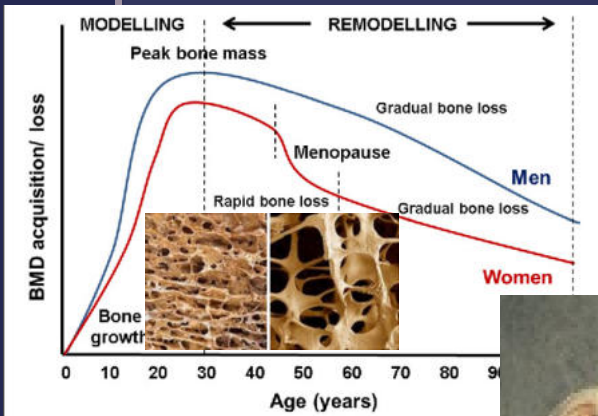 MODELLING
REMODELLING
Peak bone mass
Gradual bone loss
Menopause
Men
Rapid bone loss
Gradual bone loss
Women
Bone
growth
BMD acquisition/ loss
0 10 20 30 40 50 60 70 80
Age (years)